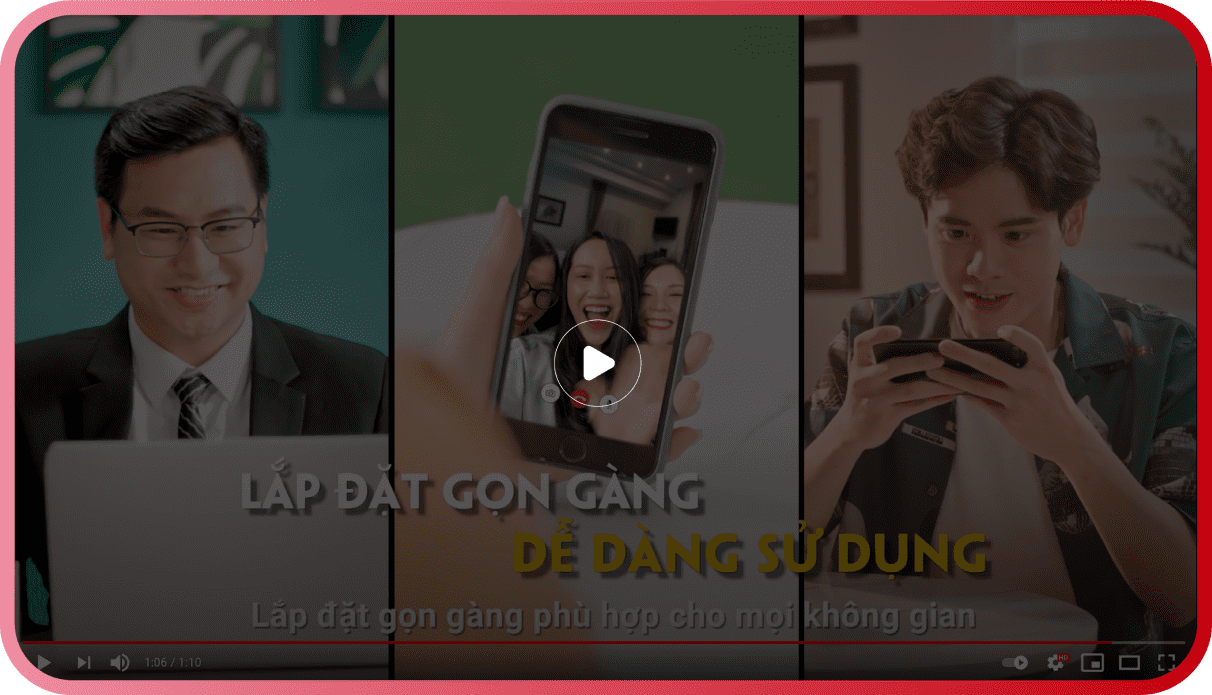 LẮP ĐẶT GỌN GÀNG
DỄ DÀNG SỬ DỤNG
Lắp đặt gọn gàng phù hợp cho mọi không gian
1:06 / 1:10
HD